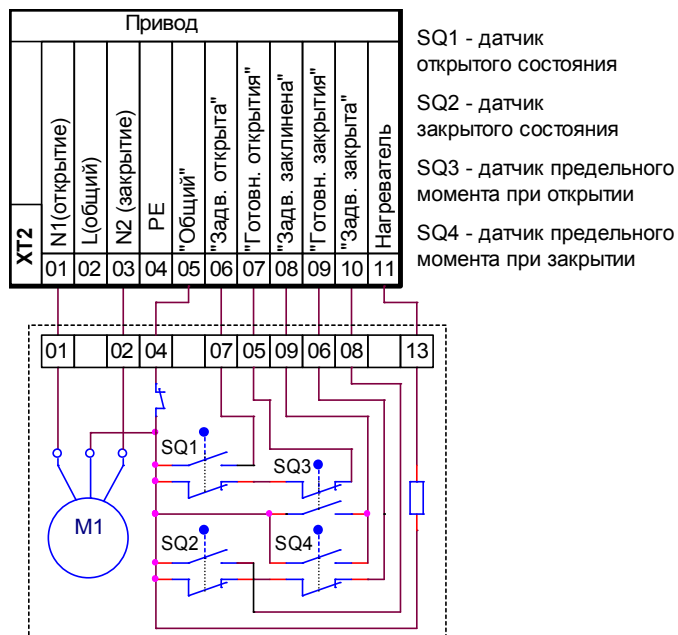 Привод
SQ1 - датчик
открытого состояния
SQ2 - датчик
закрытого состояния
SQ3 - датчик предельного
момента при открытии
SQ4 - датчик предельного
момента при закрытии
XT2
N1(открытие)
L(общий)
N2 (закрытие)
PE
"Общий"
"Задв. открыта"
"Готовн. открытия"
"Задв. заклинена"
"Готовн. закрытия"
"Задв. закрыта"
Нагреватель
01 02 03 04 05 06 07 08 09 10 11
01 02 04 07 05 09 06 08 13
SQ1
SQ3
M1
SQ2
SQ4